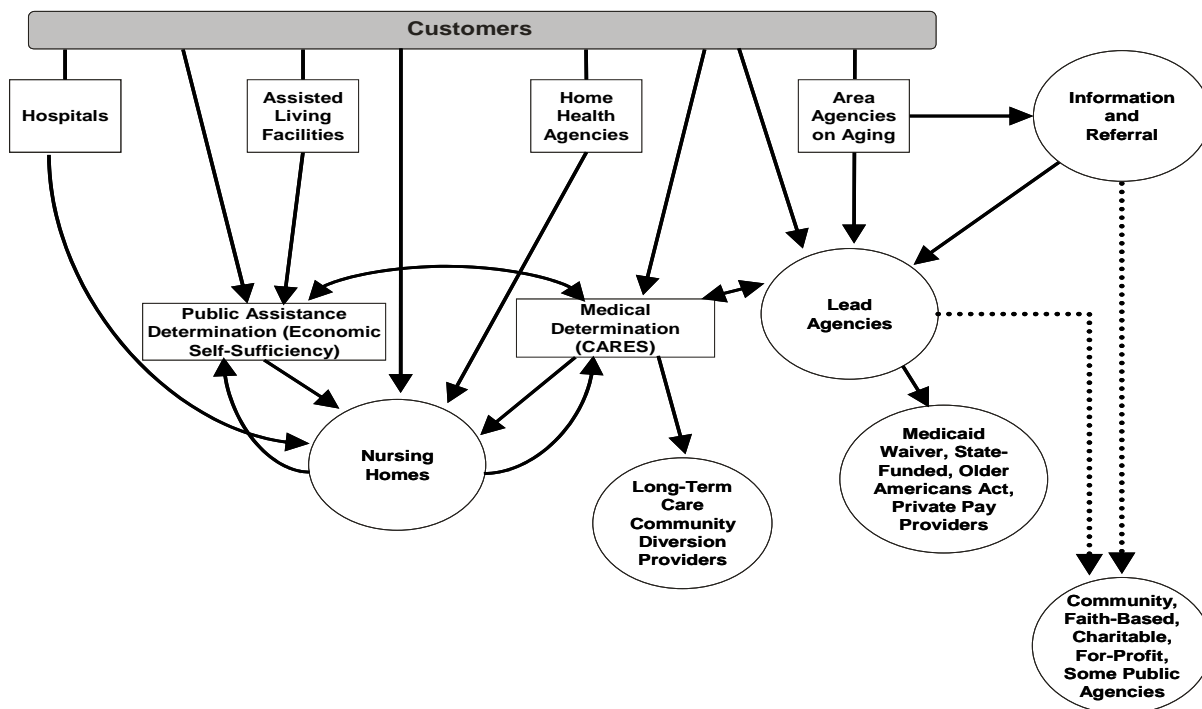 Customers
Hospitals
Assisted
Living
Facilities
Home
Health
Agencies
Area
Agencies
on Aging
Information
and
Referral
Public Assistance
Determination (Economic
Self-Sufficiency)
Medical
Determination
(CARES)
Lead
Agencies
Nursing
Homes
Long-Term
Care
Community
Diversion
Providers
Medicaid
Waiver, State-
Funded, Older
Americans Act,
Private Pay
Providers
Community,
Faith-Based,
Charitable,
For-Profit,
Some Public
Agencies